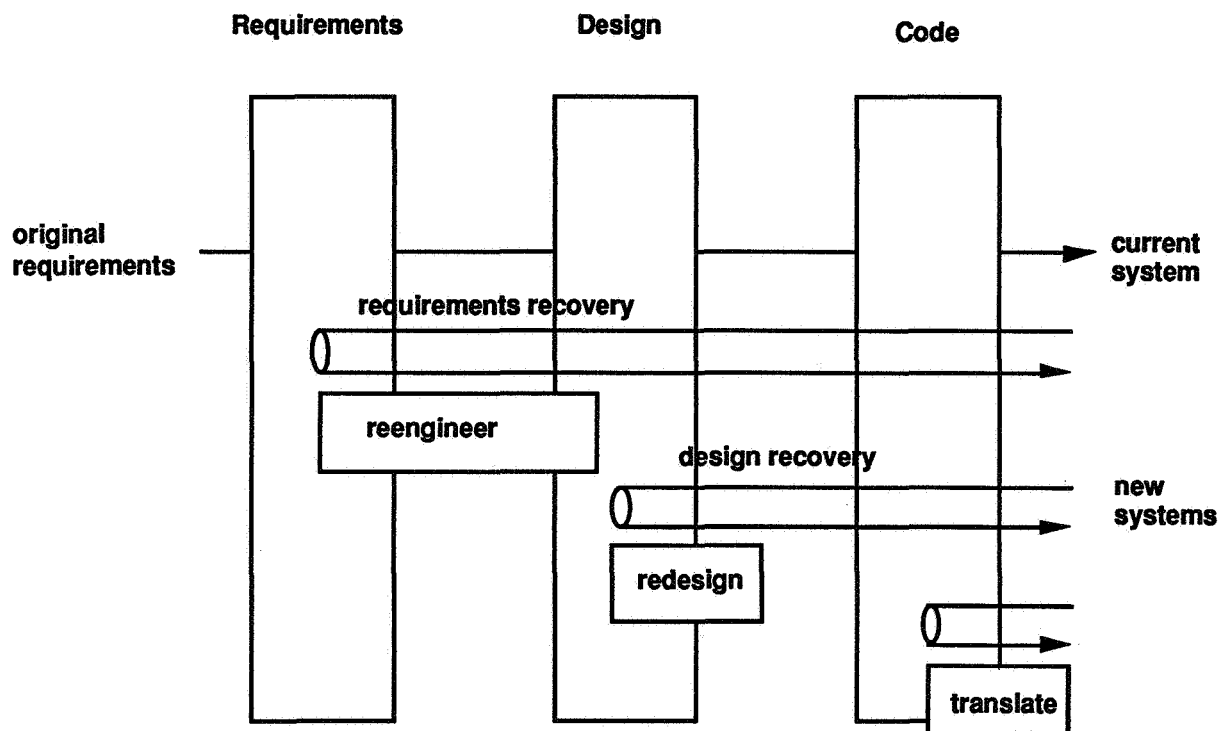 Requirements
Design
Code
original
requirements
current
system
requirements recovery
reengineer
design recovery
new
systems
redesign
translate